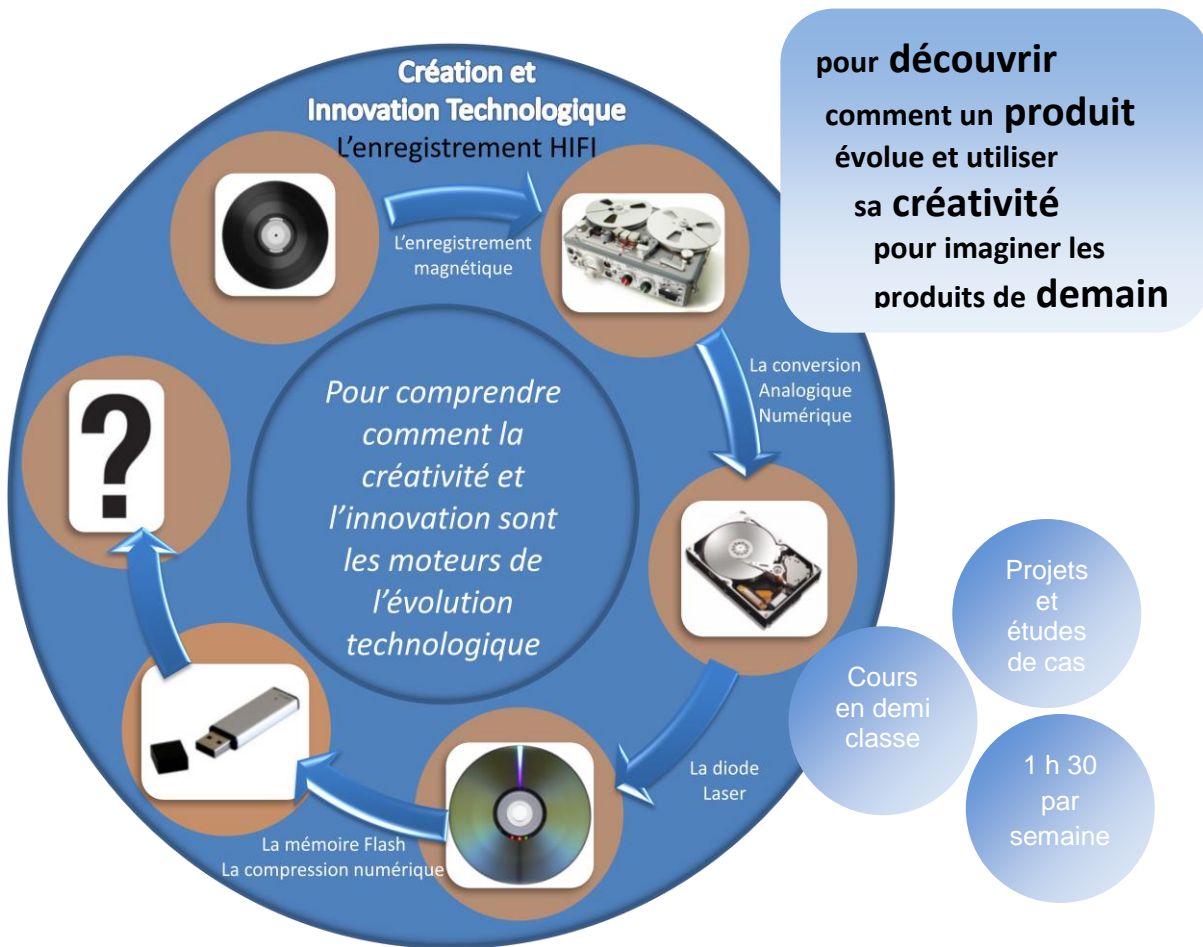 Création et
Innovation Technologique
L'enregistrement HIFI
pour découvrir
comment un produit
évolue et utiliser
sa créativité
pour imaginer les
produits de demain
L'enregistrement
magnétique
La conversion
Analogique
Numérique
Pour comprendre
comment la
créativité et
l'innovation sont
les moteurs de
l'évolution
technologique
?
La diode
Laser
La mémoire Flash
La compression numérique
Projets
et
études
de cas
Cours
en demi
classe
1 h 30
par
semaine